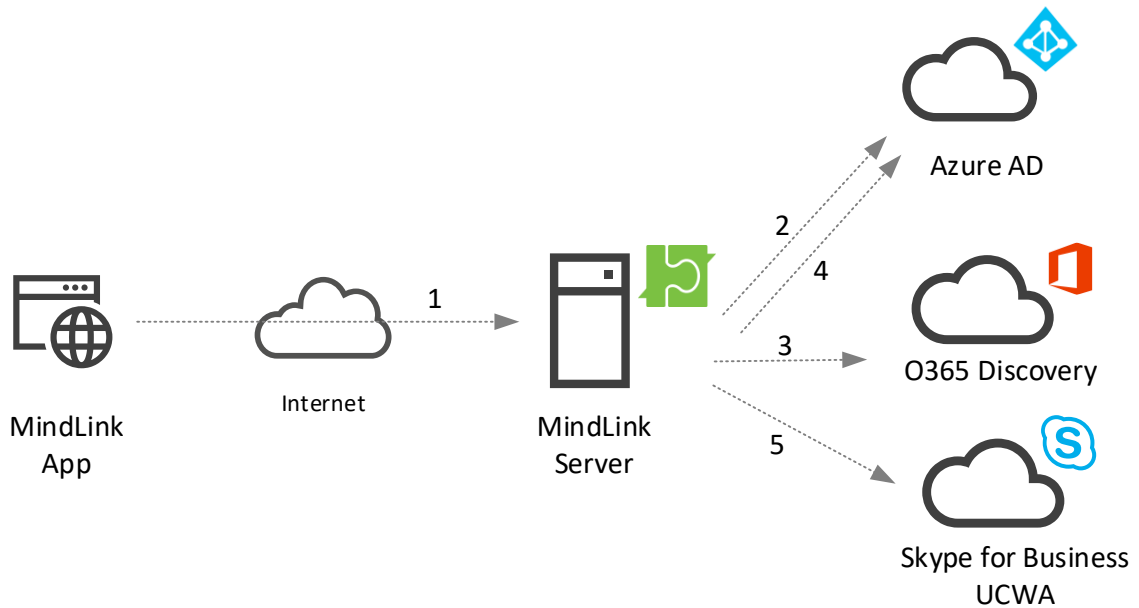 Azure AD
2
4
1
3
O365 Discovery
Internet
MindLink
App
MindLink
Server
5
S
Skype for Business
UCWA